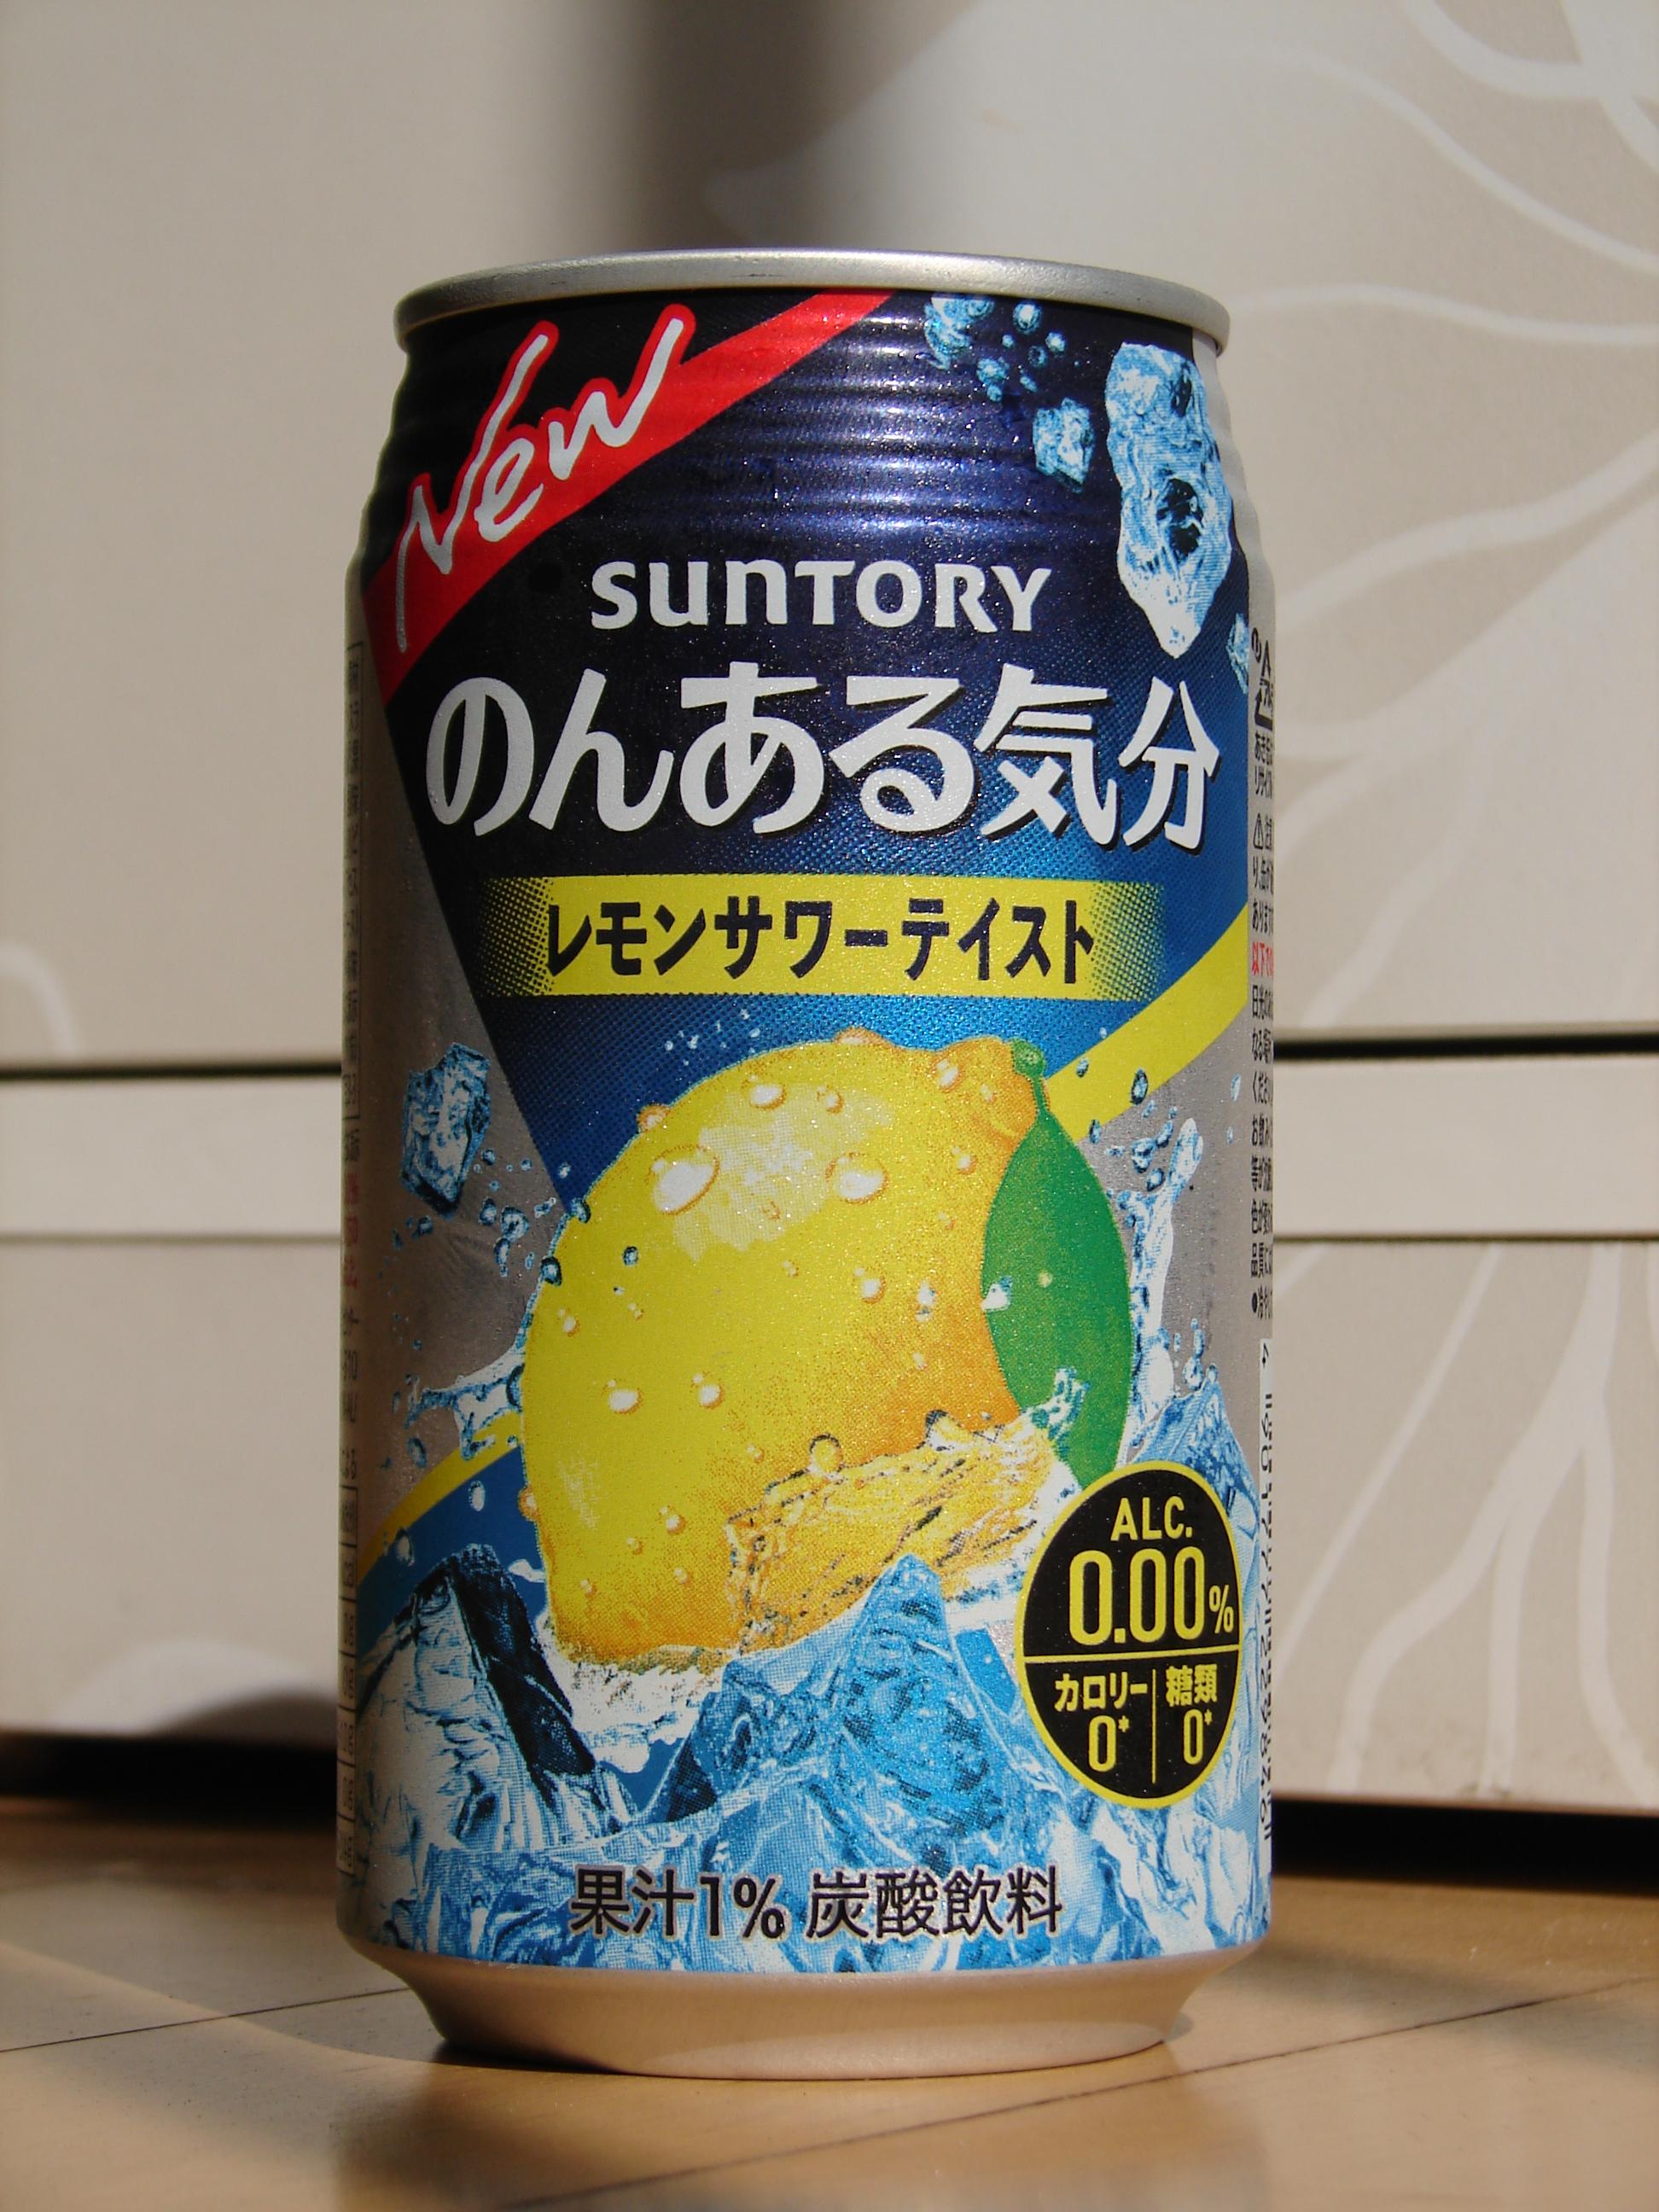 New
SUNTORY
のんある気分
レモンサワーテイスト
ALC.
0.00%
カロリー 糖類
0* 0*
果汁1% 炭酸飲料